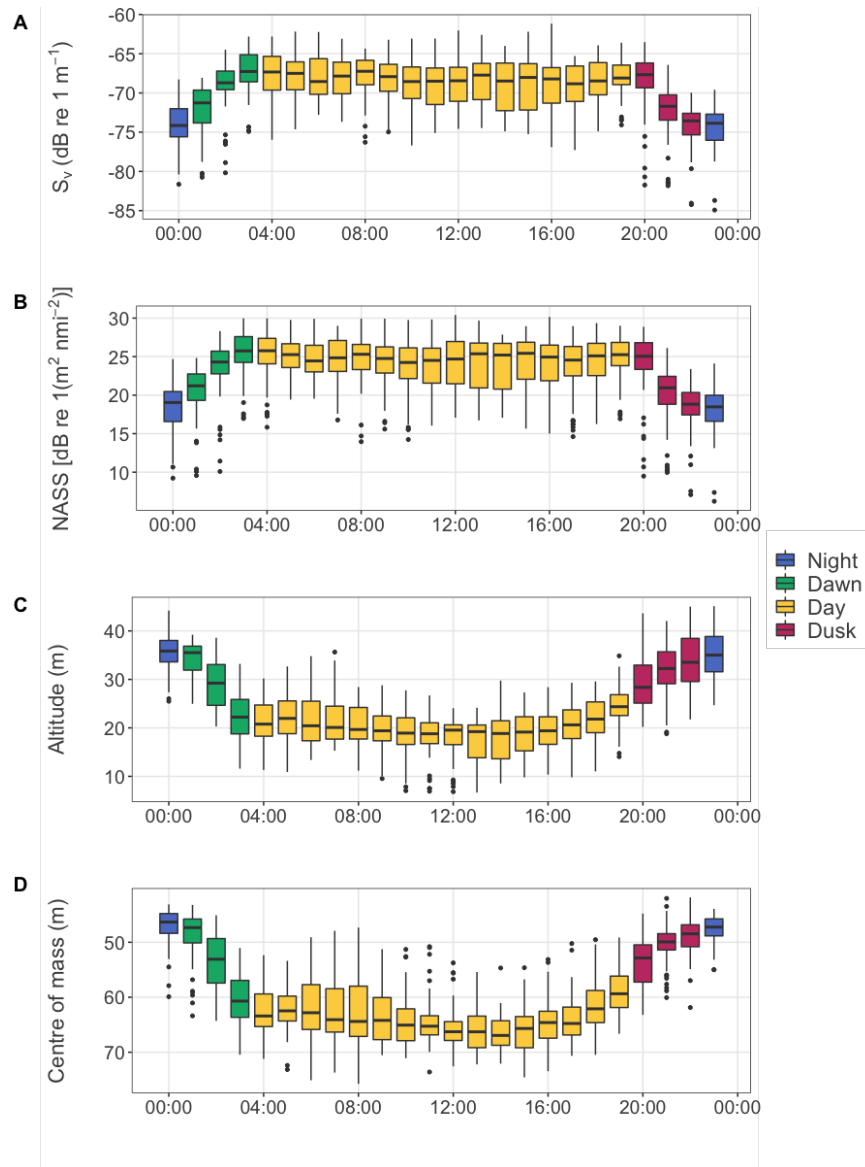 A
S_v (dB re 1 m⁻¹)
-60
-65
-70
-75
-80
-85
00:00 04:00 08:00 12:00 16:00 20:00 00:00
B
NASS [dB re 1(m² nmi⁻²)]
30
25
20
15
10
00:00 04:00 08:00 12:00 16:00 20:00 00:00
Night
Dawn
Day
Dusk
C
Altitude (m)
40
30
20
10
00:00 04:00 08:00 12:00 16:00 20:00 00:00
D
Centre of mass (m)
50
60
70
00:00 04:00 08:00 12:00 16:00 20:00 00:00